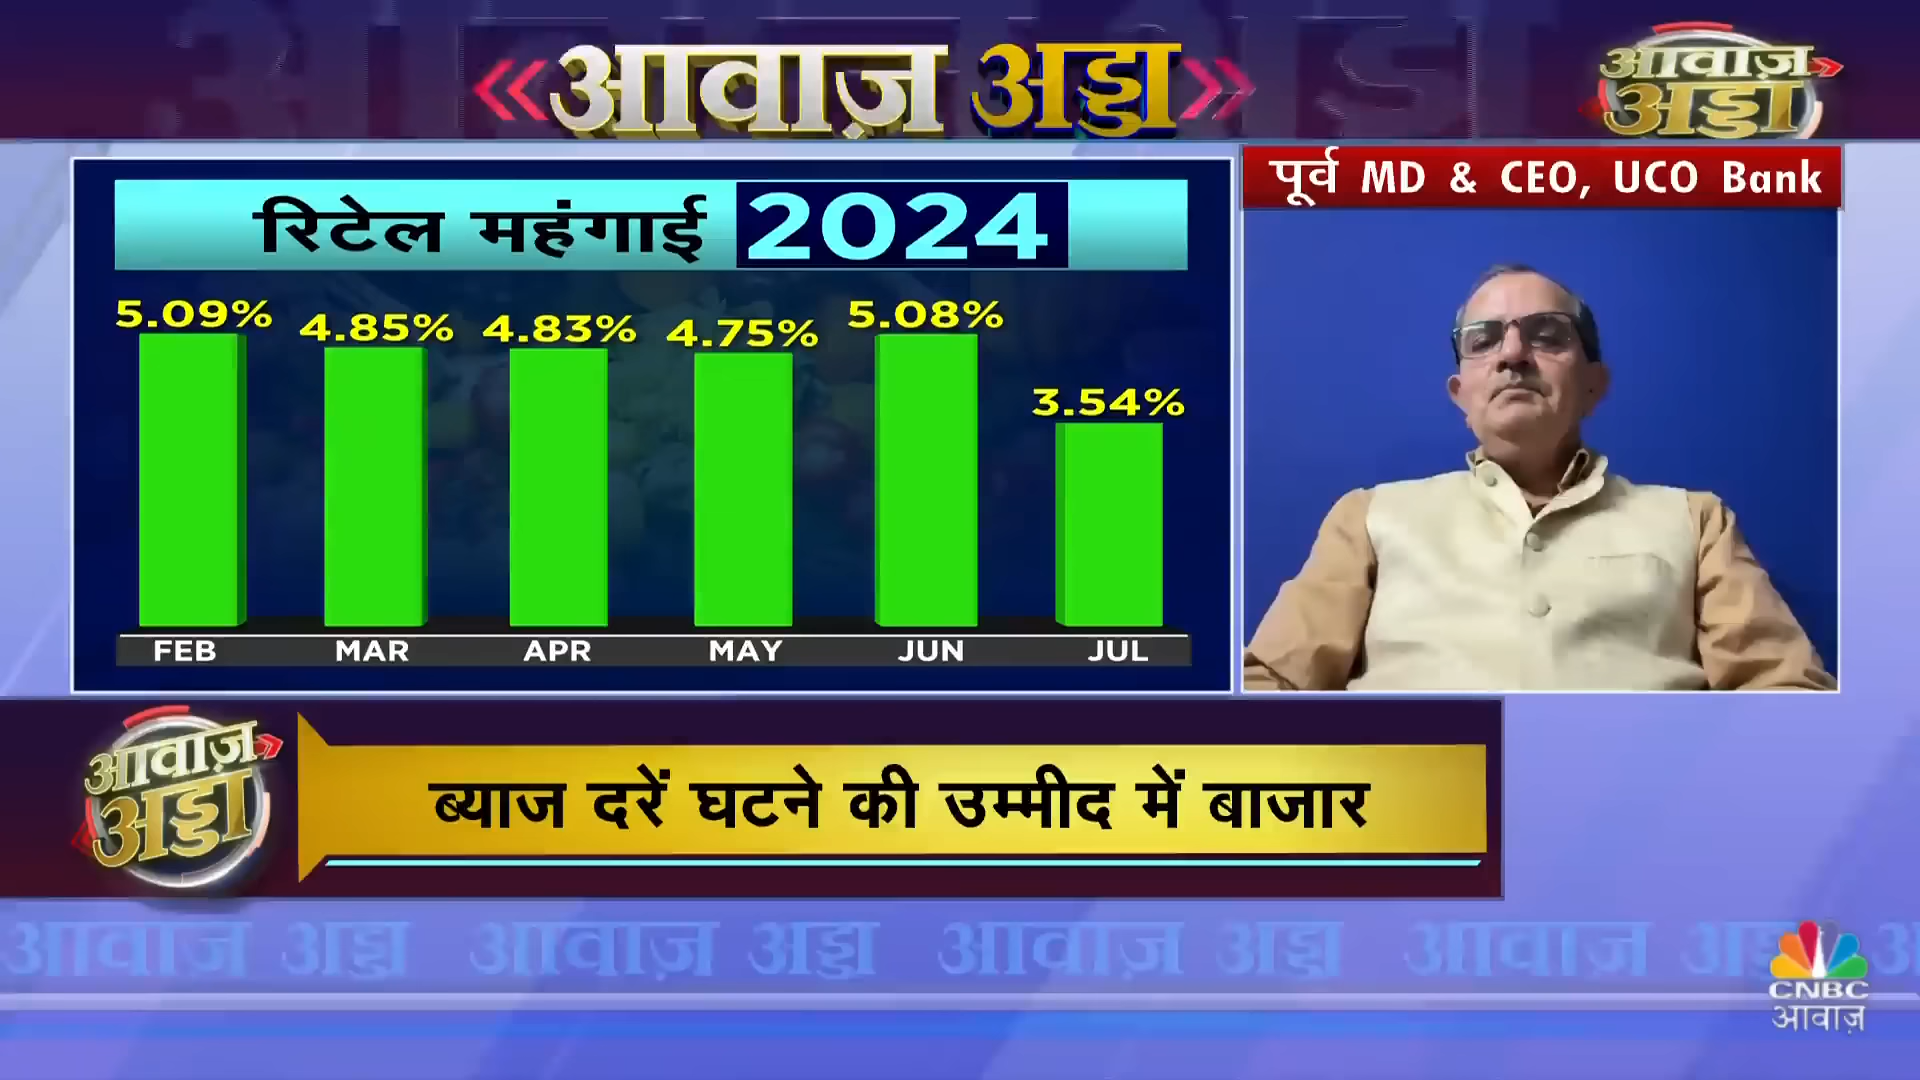 आवाज़ अड्डा
आवाज़
अड्डा
पूर्व MD & CEO, UCO Bank
रिटेल महंगाई 2024
5.09% 4.85% 4.83% 4.75% 5.08% 3.54%
FEB MAR APR MAY JUN JUL
आवाज़
अड्डा
ब्याज दरें घटने की उम्मीद में बाजार
आवाज़ अड्डा आवाज़ अड्डा आवाज़ अड्डा आवाज़ अड्डा
CNBC
आवाज़